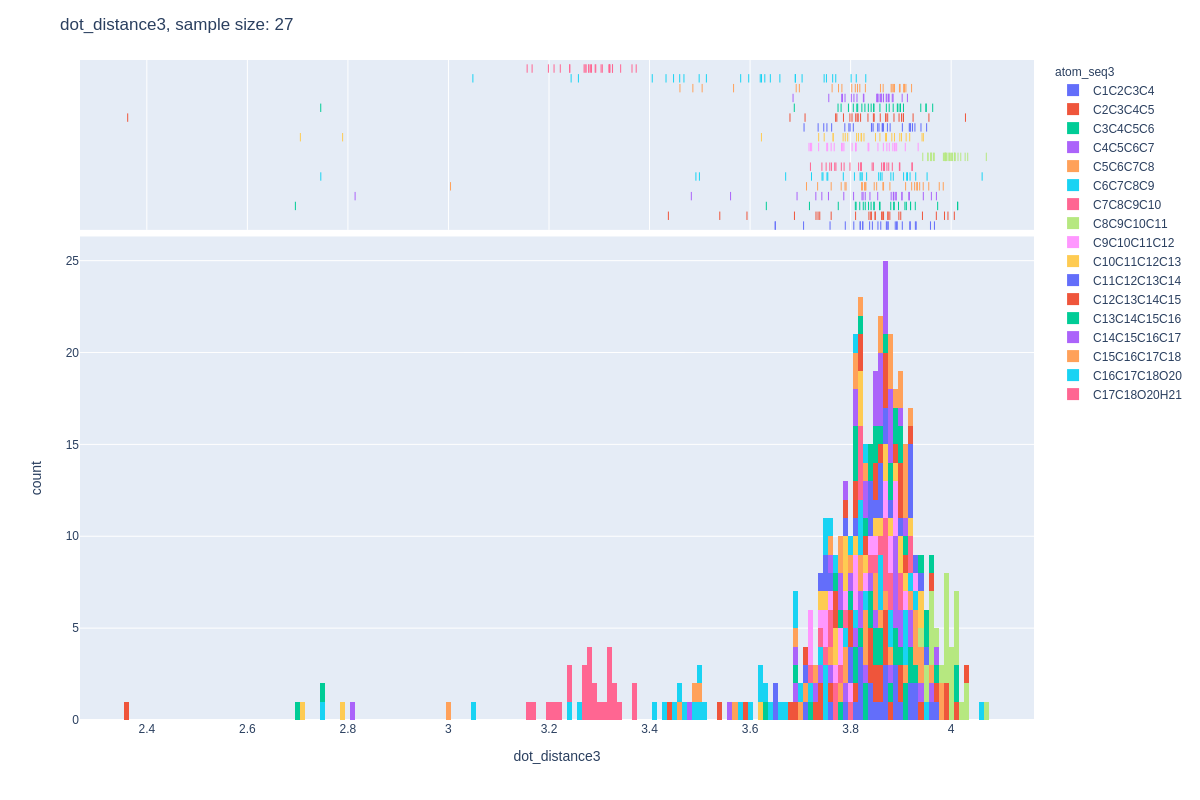 dot_distance3, sample size: 27
atom_seq3
C1C2C3C4
C2C3C4C5
C3C4C5C6
C4C5C6C7
C5C6C7C8
C6C7C8C9
C7C8C9C10
C8C9C10C11
C9C10C11C12
C10C11C12C13
C11C12C13C14
C12C13C14C15
C13C14C15C16
C14C15C16C17
C15C16C17C18
C16C17C18O20
C17C18O20H21
25
20
15
10
5
0
count
2.4 2.6 2.8 3 3.2 3.4 3.6 3.8 4
dot_distance3